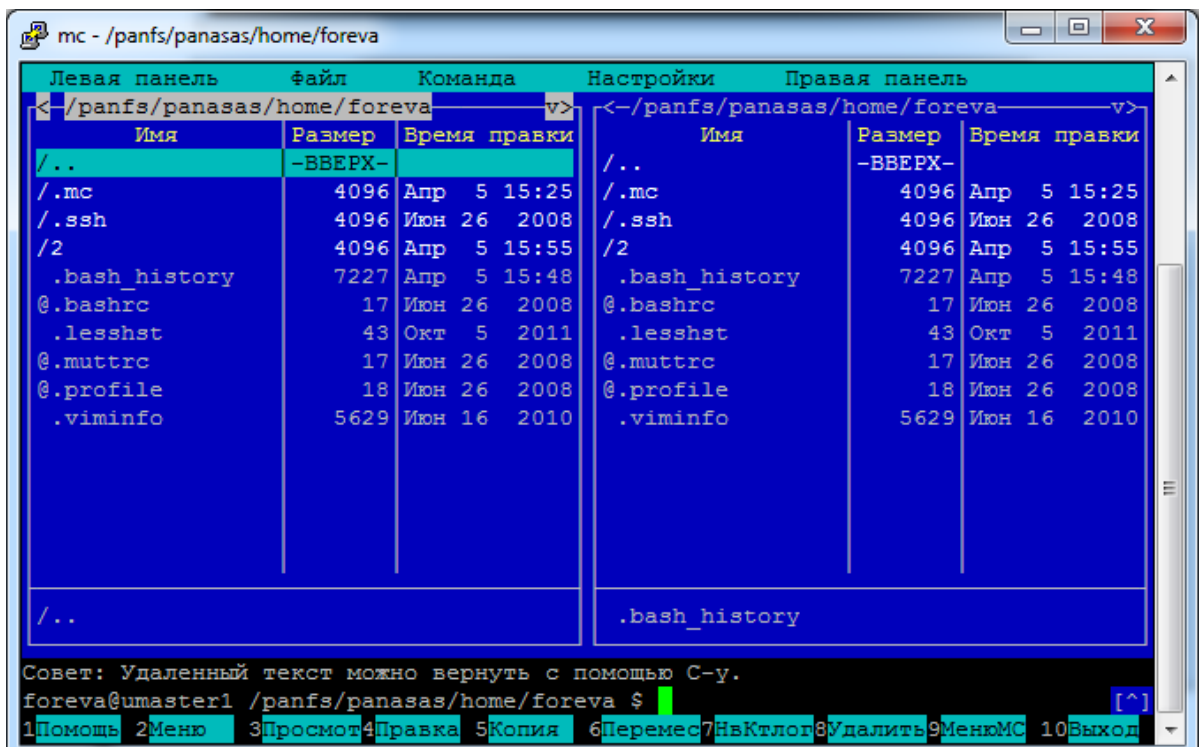 mc - /panfs/panasas/home/foreva
Левая панель Файл Команда Настройки Правая панель
<-/panfs/panasas/home/foreva v> <-/panfs/panasas/home/foreva v>
Имя Размер Время правки Имя Размер Время правки
/.. -ВВЕРХ- /.. -ВВЕРХ-
/.mc 4096 Апр 5 15:25 /.mc 4096 Апр 5 15:25
/.ssh 4096 Июн 26 2008 /.ssh 4096 Июн 26 2008
/2 4096 Апр 5 15:55 /2 4096 Апр 5 15:55
.bash_history 7227 Апр 5 15:48 .bash_history 7227 Апр 5 15:48
@.bashrc 17 Июн 26 2008 @.bashrc 17 Июн 26 2008
.lesshst 43 Окт 5 2011 .lesshst 43 Окт 5 2011
@.muttrc 17 Июн 26 2008 @.muttrc 17 Июн 26 2008
@.profile 18 Июн 26 2008 @.profile 18 Июн 26 2008
.viminfo 5629 Июн 16 2010 .viminfo 5629 Июн 16 2010
/.. .bash_history
Совет: Удаленный текст можно вернуть с помощью C-y.
foreva@umaster1 /panfs/panasas/home/foreva $ [^]
1Помощь 2Меню 3Просмот4Правка 5Копия 6Перемес7НвКтлог8Удалить9МенюMC 10Выход